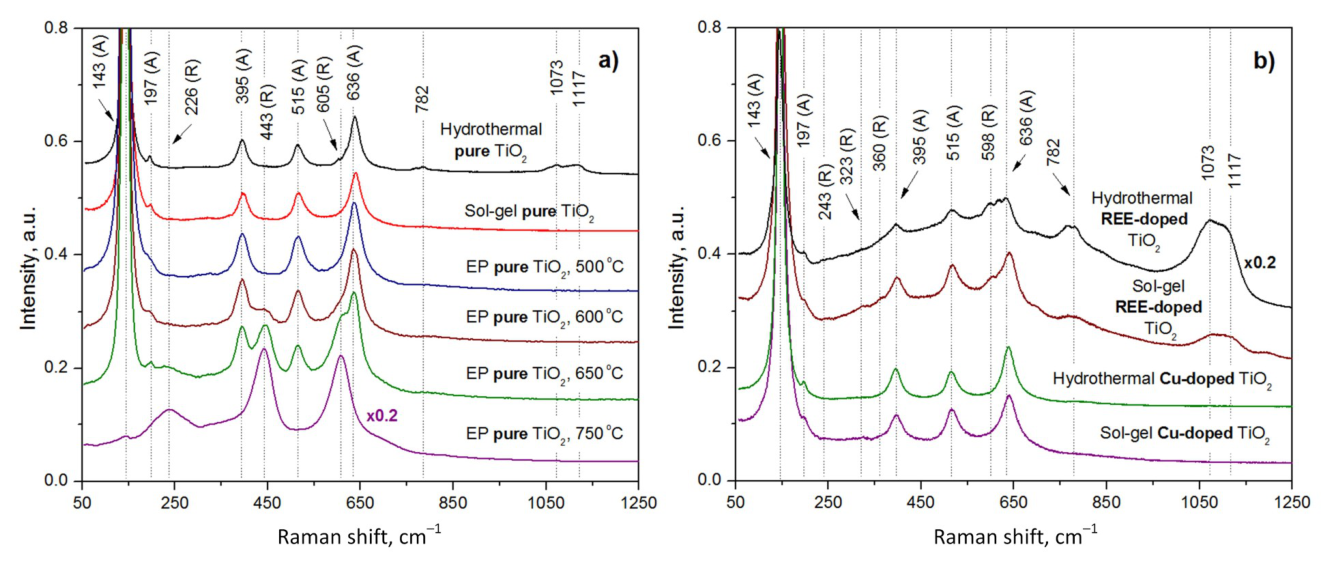 a)
Intensity, a.u.
0.8
0.6
0.4
0.2
0.0
143 (A)
197 (A)
226 (R)
395 (A)
443 (R)
515 (A)
605 (R)
636 (A)
782
1073
1117
Hydrothermal
pure TiO2
Sol-gel pure TiO2
EP pure TiO2, 500 °C
EP pure TiO2, 600 °C
EP pure TiO2, 650 °C
x0.2
EP pure TiO2, 750 °C
50 250 450 650 850 1050 1250
Raman shift, cm–1
b)
Intensity, a.u.
0.8
0.6
0.4
0.2
0.0
143 (A)
197 (A)
243 (R)
323 (R)
360 (R)
395 (A)
515 (A)
598 (R)
636 (A)
782
1073
1117
Hydrothermal
REE-doped
TiO2
x0.2
Sol-gel
REE-doped
TiO2
Hydrothermal Cu-doped TiO2
Sol-gel Cu-doped TiO2
50 250 450 650 850 1050 1250
Raman shift, cm–1